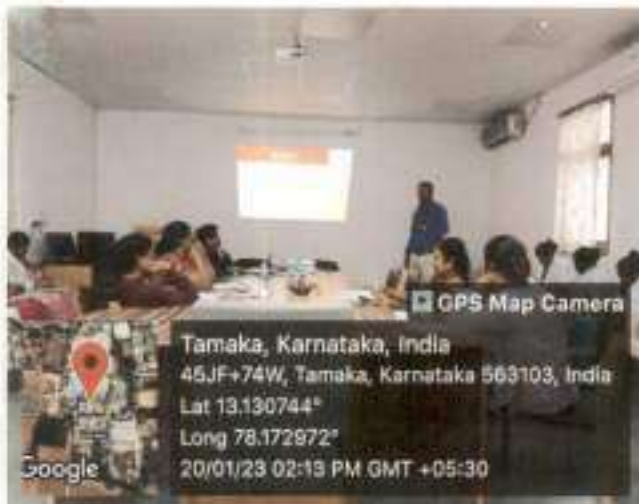 GPS Map Camera
Tamaka, Karnataka, India
45JF+74W, Tamaka, Karnataka 563103, India
Lat 13.130744°
Long 78.172972°
20/01/23 02:13 PM GMT +05:30
Google